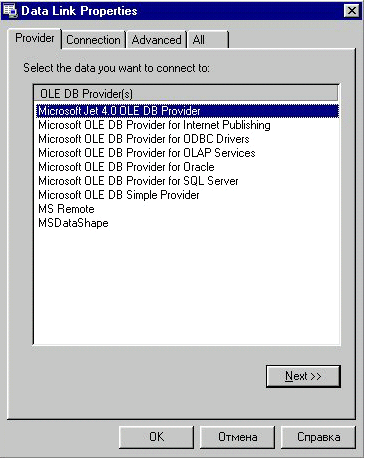 Data Link Properties
Provider Connection Advanced All
Select the data you want to connect to:
OLE DB Provider(s)
Microsoft Jet 4.0 OLE DB Provider
Microsoft OLE DB Provider for Internet Publishing
Microsoft OLE DB Provider for ODBC Drivers
Microsoft OLE DB Provider for OLAP Services
Microsoft OLE DB Provider for Oracle
Microsoft OLE DB Provider for SQL Server
Microsoft OLE DB Simple Provider
MS Remote
MSDataShape
Next >>
OK Отмена Справка